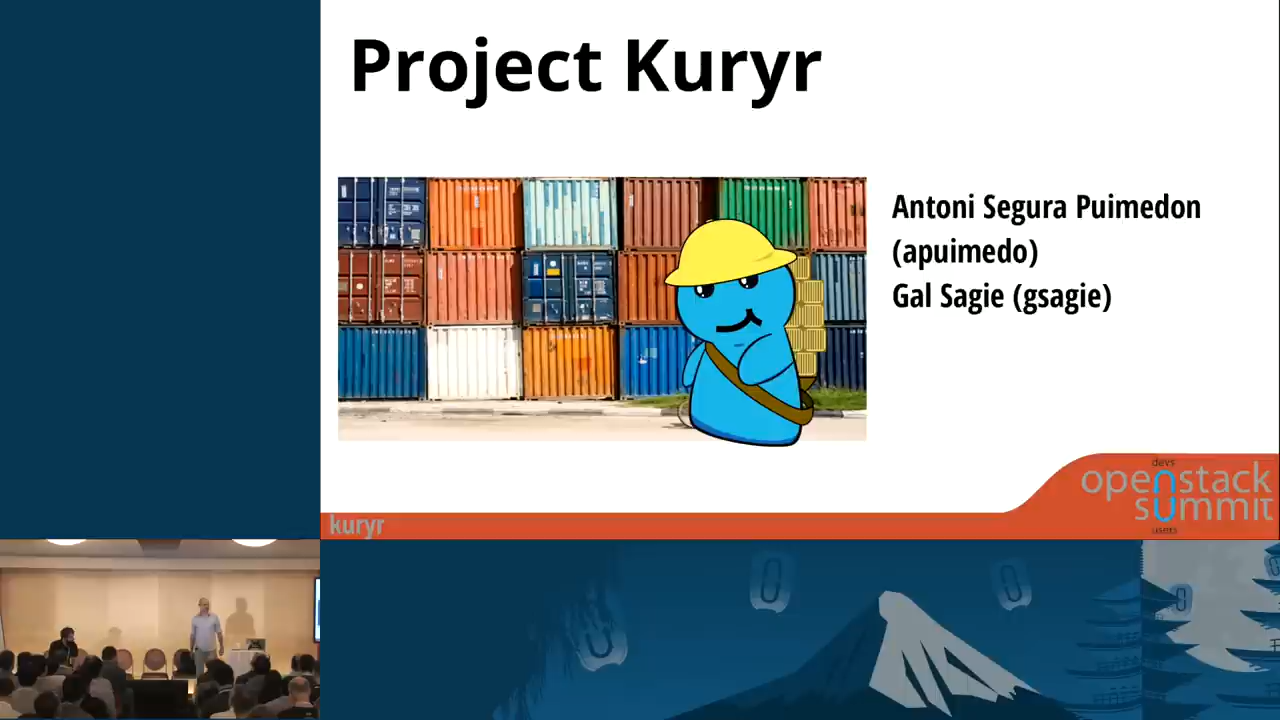 Project Kuryr
Antoni Segura Puimedon
(apuimedo)
Gal Sagie (gsagie)
devs
openstack
summit
users
kuryr